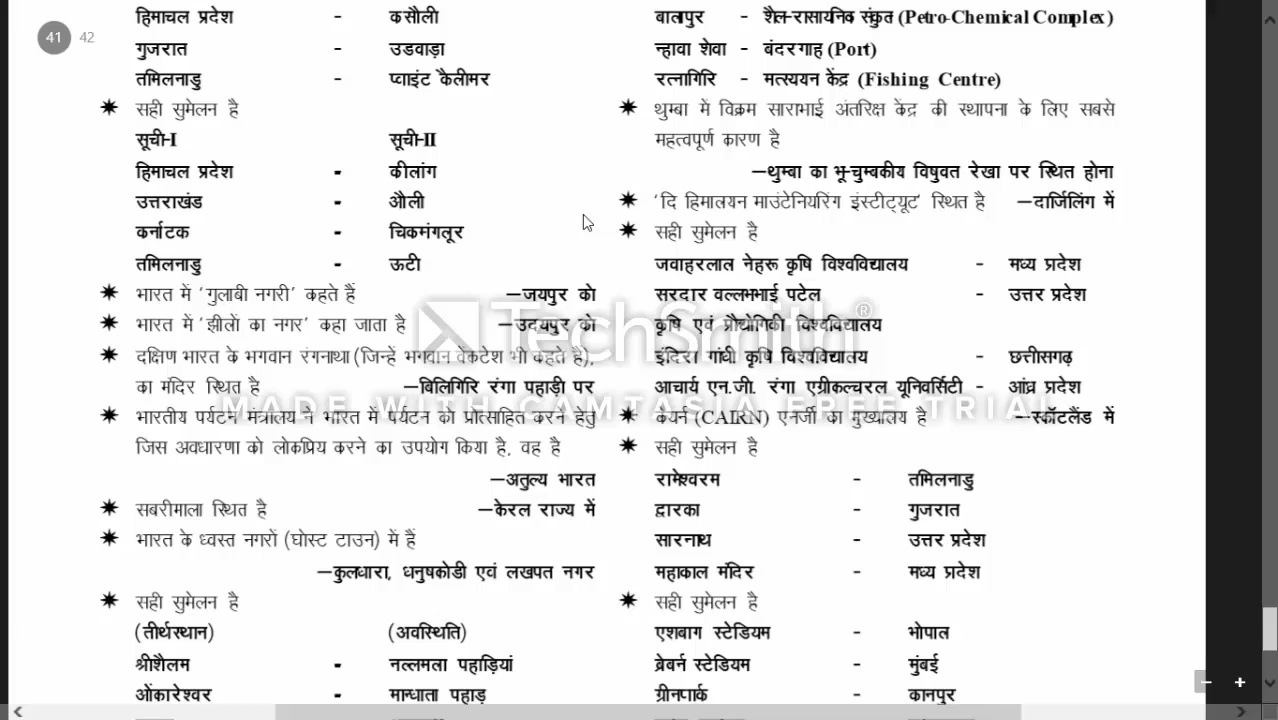 41 42
हिमाचल प्रदेश - कसौली
गुजरात - उडवाड़ा
तमिलनाडु - प्वाइंट कैलीमर
✷ सही सुमेलन है
सूची-I सूची-II
हिमाचल प्रदेश - कीलांग
उत्तराखंड - औली
कर्नाटक - चिकमंगलूर
तमिलनाडु - ऊटी
✷ भारत में ‘गुलाबी नगरी’ कहते हैं –जयपुर को
✷ भारत में ‘झीलों का नगर’ कहा जाता है –उदयपुर को
✷ दक्षिण भारत के भगवान रंगनाथा (जिन्हें भगवान वेंकटेश भी कहते हैं),
का मंदिर स्थित है –बिलिगिरि रंगा पहाड़ी पर
✷ भारतीय पर्यटन मंत्रालय ने भारत में पर्यटन को प्रोत्साहित करने हेतु
जिस अवधारणा को लोकप्रिय करने का उपयोग किया है, वह है
–अतुल्य भारत
✷ सबरीमाला स्थित है –केरल राज्य में
✷ भारत के ध्वस्त नगरों (घोस्ट टाउन) में हैं
–कुलधारा, धनुषकोडी एवं लखपत नगर
✷ सही सुमेलन है
(तीर्थस्थान) (अवस्थिति)
श्रीशैलम - नल्लमला पहाड़ियां
ओंकारेश्वर - मान्धाता पहाड़
बालापुर - शैल-रासायनिक संकुल (Petro-Chemical Complex)
न्हावा शेवा - बंदरगाह (Port)
रत्नागिरि - मत्स्ययन केंद्र (Fishing Centre)
✷ थुम्बा में विक्रम साराभाई अंतरिक्ष केंद्र की स्थापना के लिए सबसे
महत्वपूर्ण कारण है
–थुम्बा का भू-चुम्बकीय विषुवत रेखा पर स्थित होना
✷ ‘दि हिमालयन माउंटेनियरिंग इंस्टीट्यूट’ स्थित है –दार्जिलिंग में
✷ सही सुमेलन है
जवाहरलाल नेहरू कृषि विश्वविद्यालय - मध्य प्रदेश
सरदार वल्लभभाई पटेल - उत्तर प्रदेश
कृषि एवं प्रौद्योगिकी विश्वविद्यालय
इंदिरा गांधी कृषि विश्वविद्यालय - छत्तीसगढ़
आचार्य एन.जी. रंगा एग्रीकल्चरल यूनिवर्सिटी - आंध्र प्रदेश
✷ केयर्न (CAIRN) एनर्जी का मुख्यालय है –स्कॉटलैंड में
✷ सही सुमेलन है
रामेश्वरम - तमिलनाडु
द्वारका - गुजरात
सारनाथ - उत्तर प्रदेश
महाकाल मंदिर - मध्य प्रदेश
✷ सही सुमेलन है
एशबाग स्टेडियम - भोपाल
ब्रेबर्न स्टेडियम - मुंबई
ग्रीनपार्क - कानपुर
TechSmith®
MADE WITH CAMTASIA FREE TRIAL